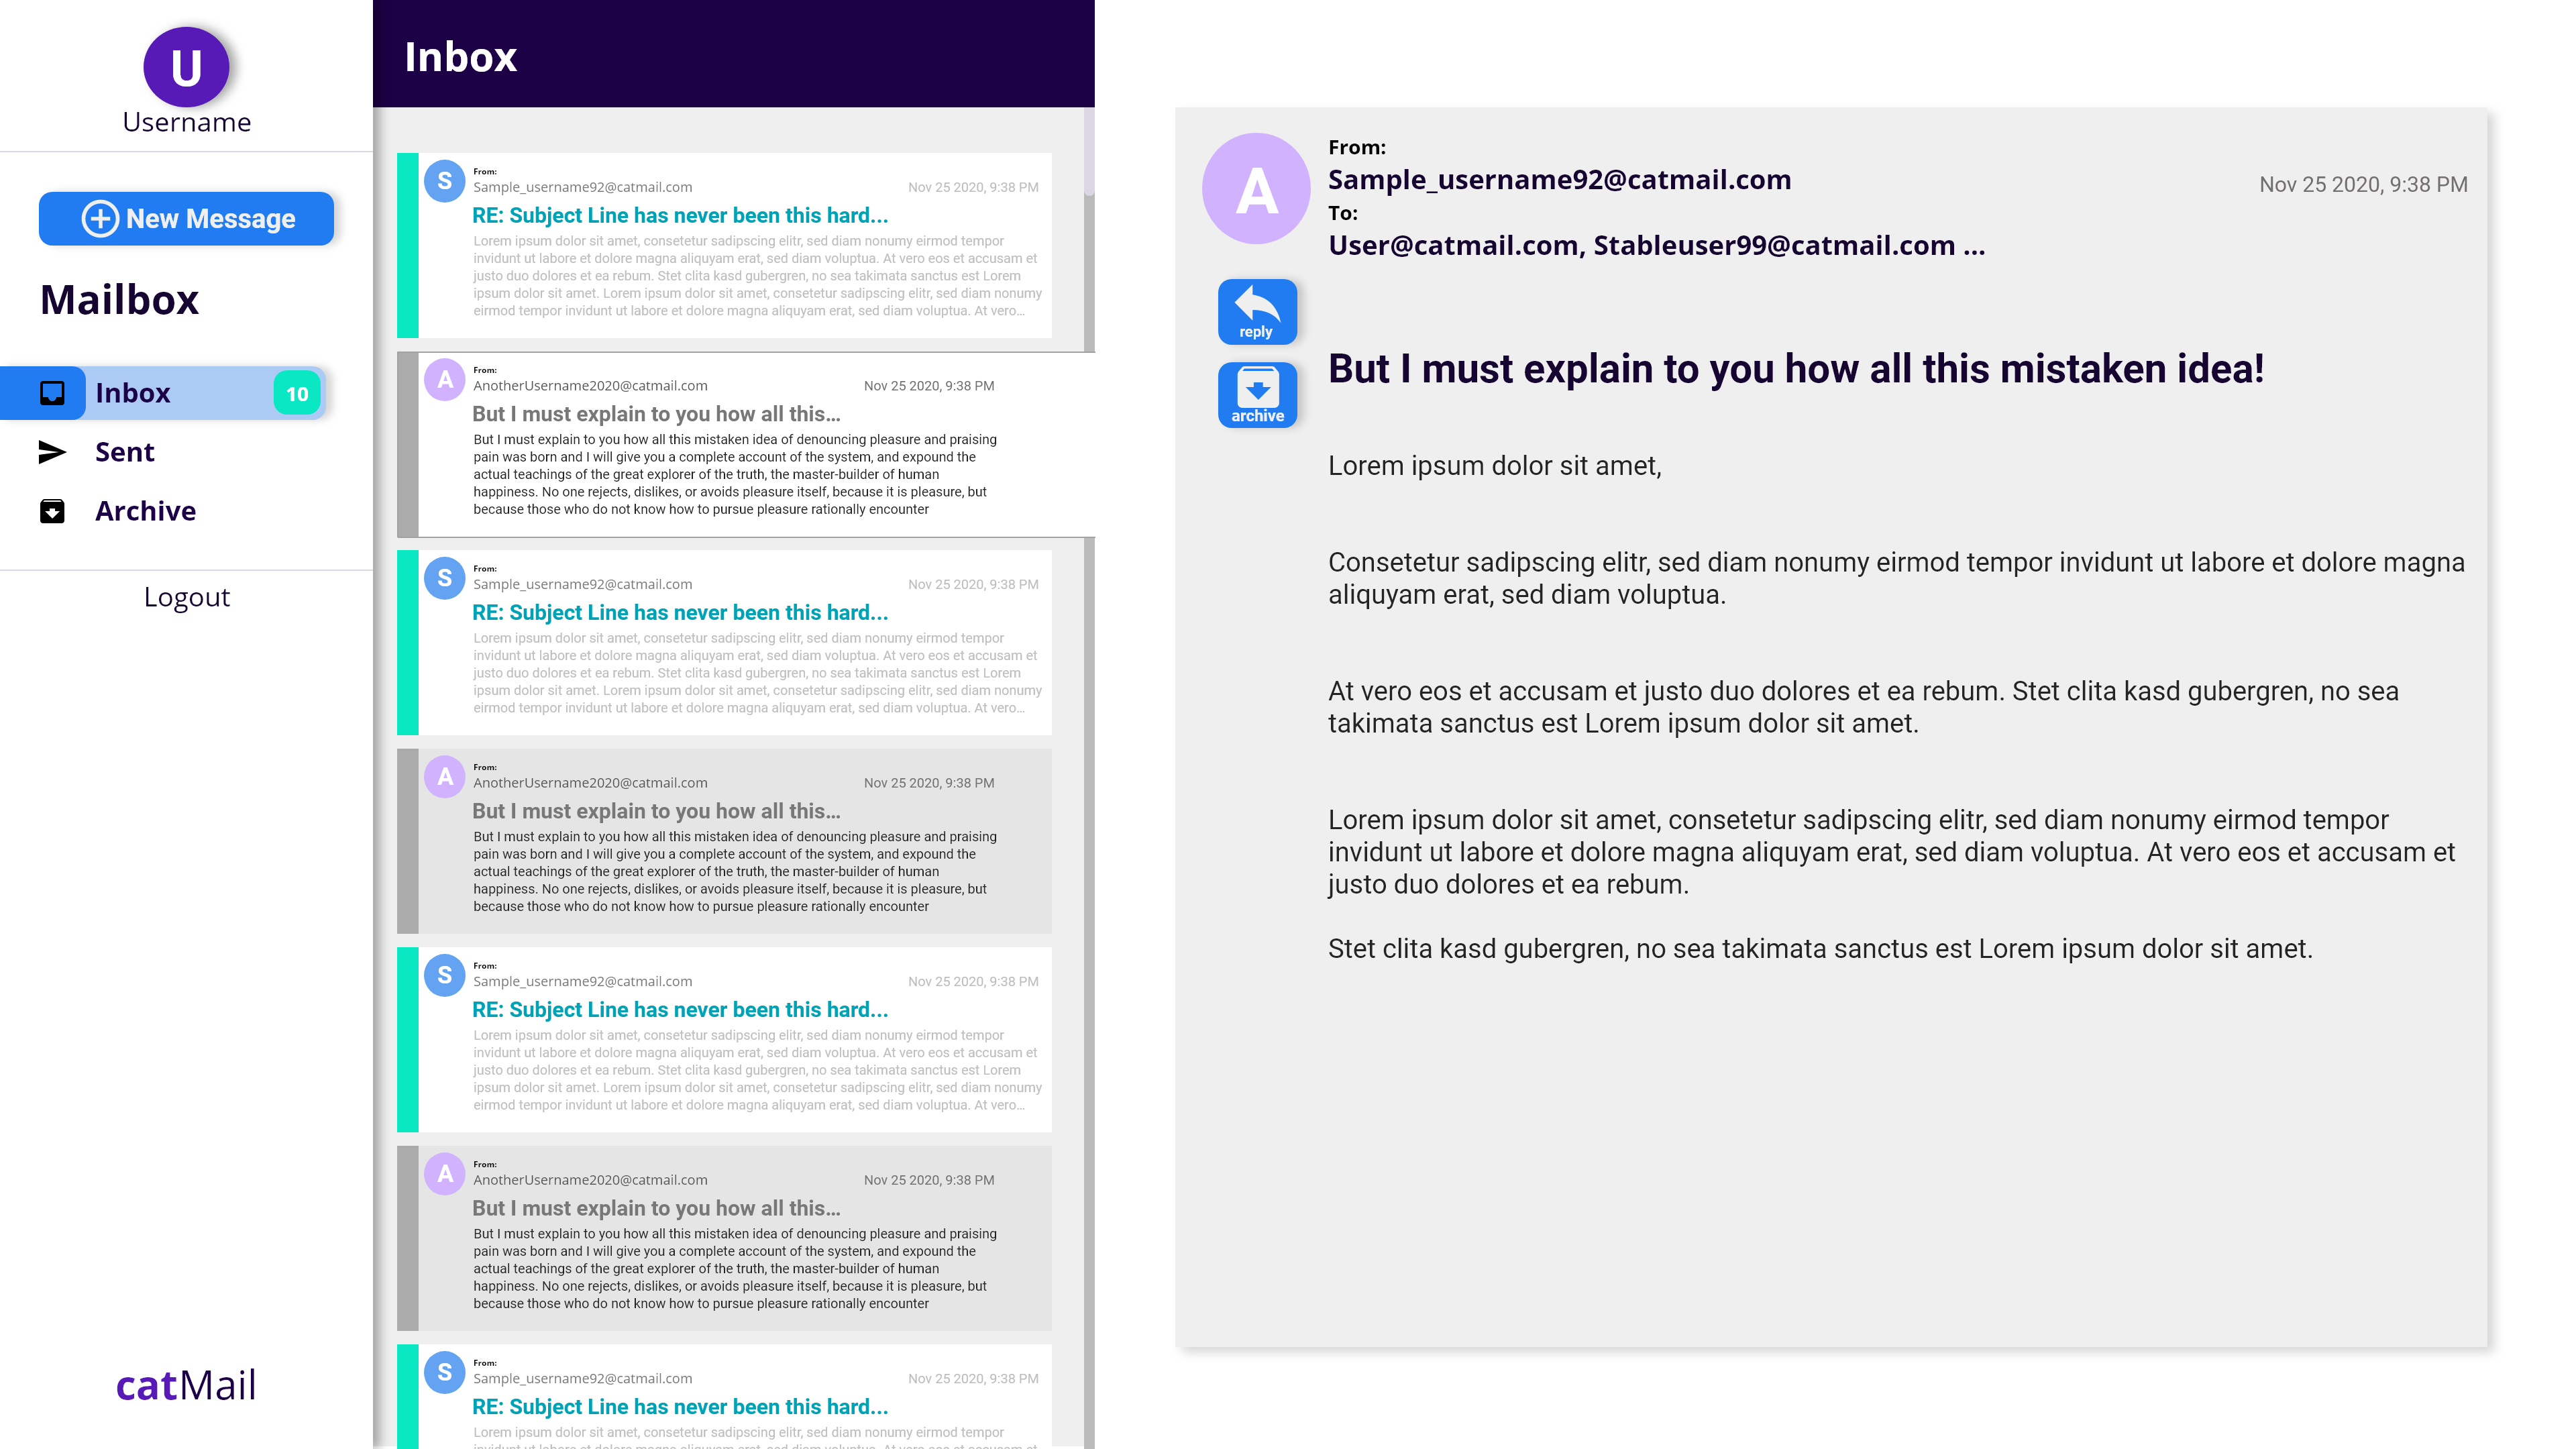 U
Username
New Message
Mailbox
Inbox
10
Sent
Archive
Logout
catMail
Inbox
S
From:
Sample_username92@catmail.com
Nov 25 2020, 9:38 PM
RE: Subject Line has never been this hard...
Lorem ipsum dolor sit amet, consetetur sadipscing elitr, sed diam nonumy eirmod tempor
invidunt ut labore et dolore magna aliquyam erat, sed diam voluptua. At vero eos et accusam et
justo duo dolores et ea rebum. Stet clita kasd gubergren, no sea takimata sanctus est Lorem
ipsum dolor sit amet. Lorem ipsum dolor sit amet, consetetur sadipscing elitr, sed diam nonumy
eirmod tempor invidunt ut labore et dolore magna aliquyam erat, sed diam voluptua. At vero...
A
From:
AnotherUsername2020@catmail.com
Nov 25 2020, 9:38 PM
But I must explain to you how all this...
But I must explain to you how all this mistaken idea of denouncing pleasure and praising
pain was born and I will give you a complete account of the system, and expound the
actual teachings of the great explorer of the truth, the master-builder of human
happiness. No one rejects, dislikes, or avoids pleasure itself, because it is pleasure, but
because those who do not know how to pursue pleasure rationally encounter
S
From:
Sample_username92@catmail.com
Nov 25 2020, 9:38 PM
RE: Subject Line has never been this hard...
Lorem ipsum dolor sit amet, consetetur sadipscing elitr, sed diam nonumy eirmod tempor
invidunt ut labore et dolore magna aliquyam erat, sed diam voluptua. At vero eos et accusam et
justo duo dolores et ea rebum. Stet clita kasd gubergren, no sea takimata sanctus est Lorem
ipsum dolor sit amet. Lorem ipsum dolor sit amet, consetetur sadipscing elitr, sed diam nonumy
eirmod tempor invidunt ut labore et dolore magna aliquyam erat, sed diam voluptua. At vero...
A
From:
AnotherUsername2020@catmail.com
Nov 25 2020, 9:38 PM
But I must explain to you how all this...
But I must explain to you how all this mistaken idea of denouncing pleasure and praising
pain was born and I will give you a complete account of the system, and expound the
actual teachings of the great explorer of the truth, the master-builder of human
happiness. No one rejects, dislikes, or avoids pleasure itself, because it is pleasure, but
because those who do not know how to pursue pleasure rationally encounter
S
From:
Sample_username92@catmail.com
Nov 25 2020, 9:38 PM
RE: Subject Line has never been this hard...
Lorem ipsum dolor sit amet, consetetur sadipscing elitr, sed diam nonumy eirmod tempor
invidunt ut labore et dolore magna aliquyam erat, sed diam voluptua. At vero eos et accusam et
justo duo dolores et ea rebum. Stet clita kasd gubergren, no sea takimata sanctus est Lorem
ipsum dolor sit amet. Lorem ipsum dolor sit amet, consetetur sadipscing elitr, sed diam nonumy
eirmod tempor invidunt ut labore et dolore magna aliquyam erat, sed diam voluptua. At vero...
A
From:
AnotherUsername2020@catmail.com
Nov 25 2020, 9:38 PM
But I must explain to you how all this...
But I must explain to you how all this mistaken idea of denouncing pleasure and praising
pain was born and I will give you a complete account of the system, and expound the
actual teachings of the great explorer of the truth, the master-builder of human
happiness. No one rejects, dislikes, or avoids pleasure itself, because it is pleasure, but
because those who do not know how to pursue pleasure rationally encounter
S
From:
Sample_username92@catmail.com
Nov 25 2020, 9:38 PM
RE: Subject Line has never been this hard...
Lorem ipsum dolor sit amet, consetetur sadipscing elitr, sed diam nonumy eirmod tempor
A
From:
Sample_username92@catmail.com
Nov 25 2020, 9:38 PM
To:
User@catmail.com, Stableuser99@catmail.com ...
reply
archive
But I must explain to you how all this mistaken idea!
Lorem ipsum dolor sit amet,
Consetetur sadipscing elitr, sed diam nonumy eirmod tempor invidunt ut labore et dolore magna
aliquyam erat, sed diam voluptua.
At vero eos et accusam et justo duo dolores et ea rebum. Stet clita kasd gubergren, no sea
takimata sanctus est Lorem ipsum dolor sit amet.
Lorem ipsum dolor sit amet, consetetur sadipscing elitr, sed diam nonumy eirmod tempor
invidunt ut labore et dolore magna aliquyam erat, sed diam voluptua. At vero eos et accusam et
justo duo dolores et ea rebum.
Stet clita kasd gubergren, no sea takimata sanctus est Lorem ipsum dolor sit amet.